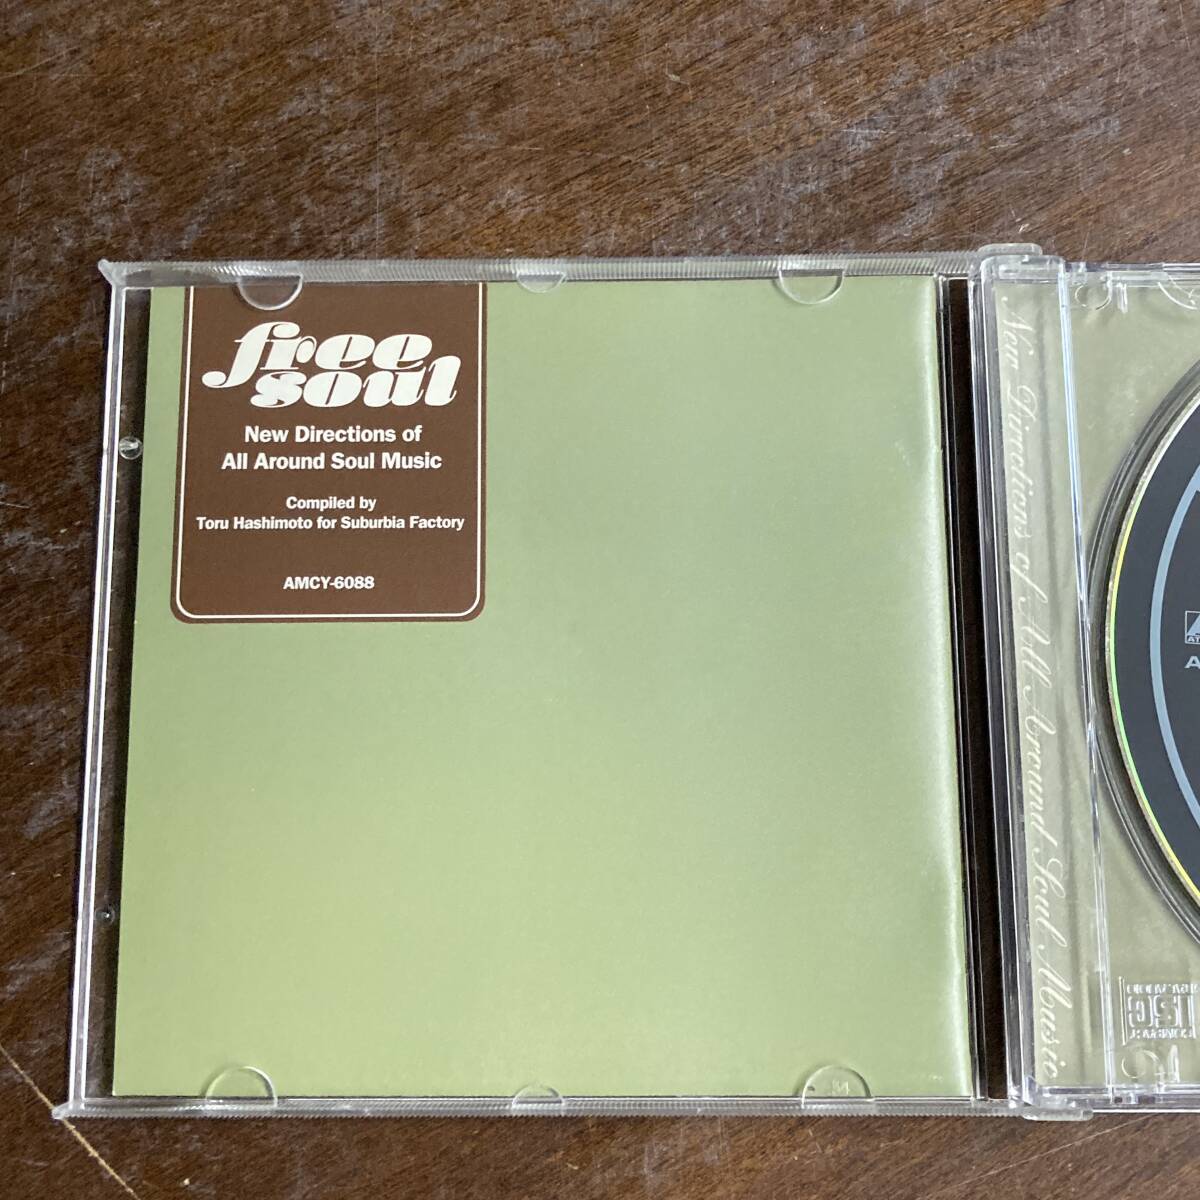 free
soul
New Directions of
All Around Soul Music
Compiled by
Toru Hashimoto for Suburbia Factory
AMCY-6088
New Directions of All Around Soul Music